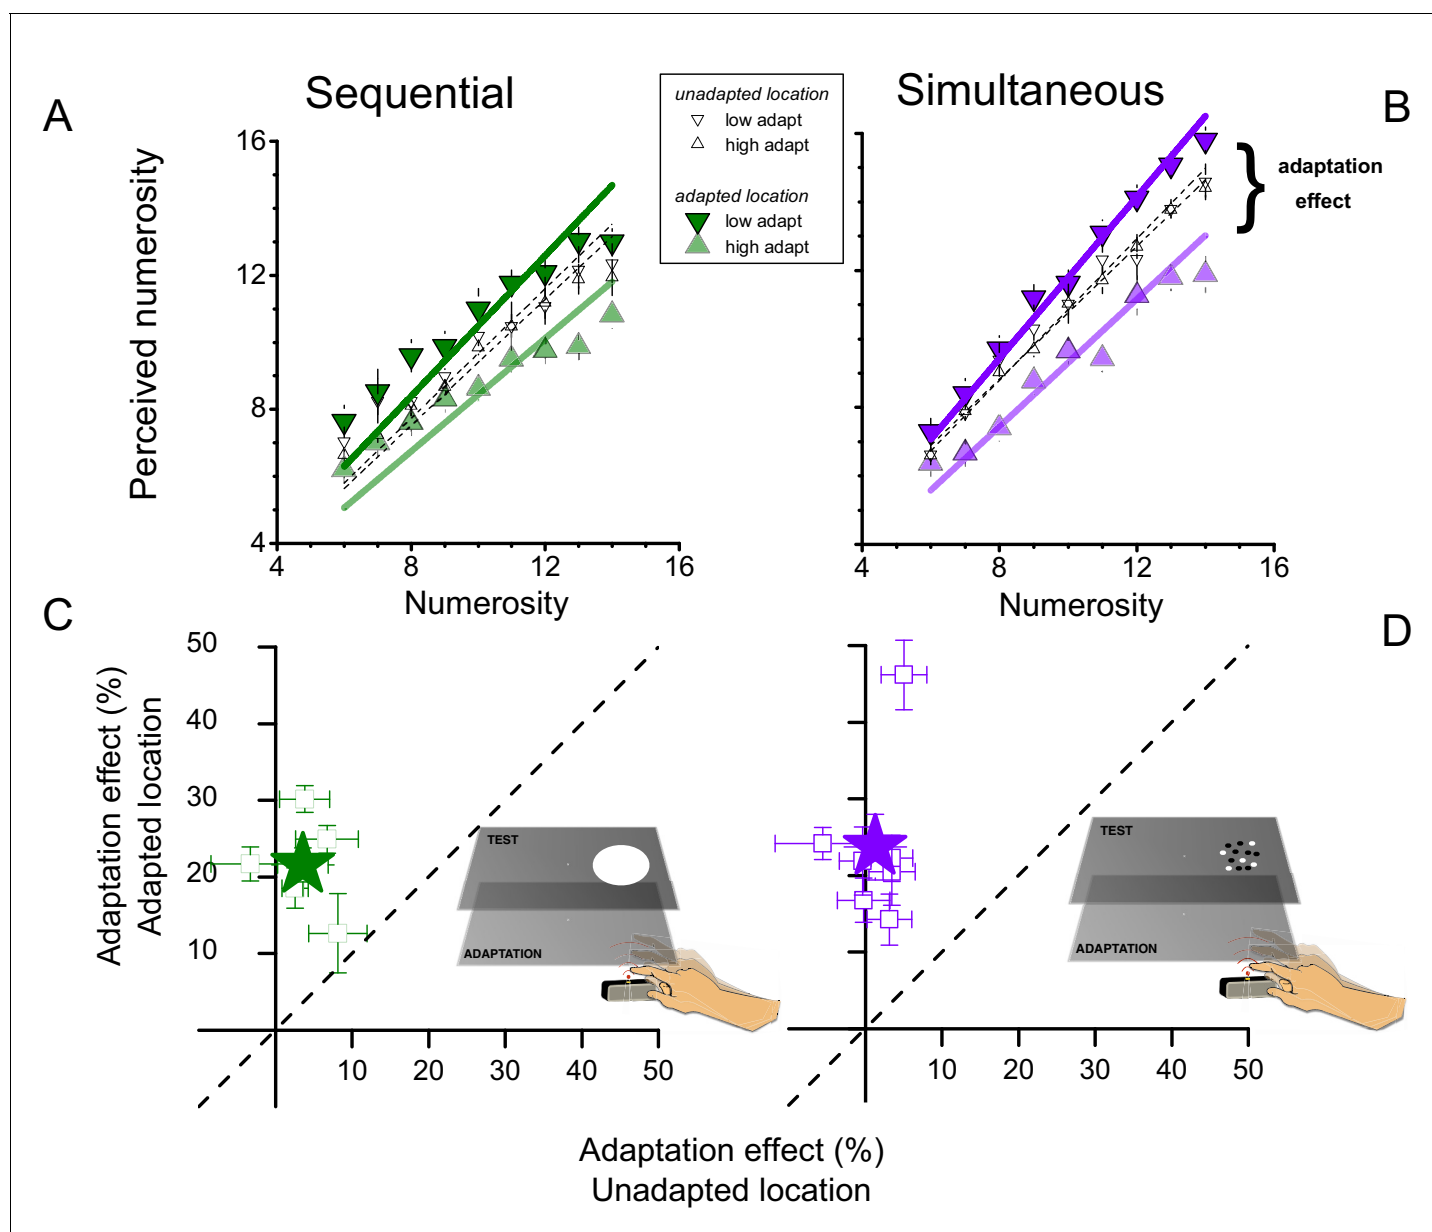 A
Sequential
unadapted location
low adapt
high adapt
adapted location
low adapt
high adapt
Simultaneous
B
Perceived numerosity
16
12
8
4
4
8
12
16
Numerosity
adaptation
effect
4
8
12
16
Numerosity
C
Adaptation effect (%)
Adapted location
50
40
30
20
10
10
20
30
40
50
TEST
ADAPTATION
D
10
20
30
40
50
TEST
ADAPTATION
Adaptation effect (%)
Unadapted location